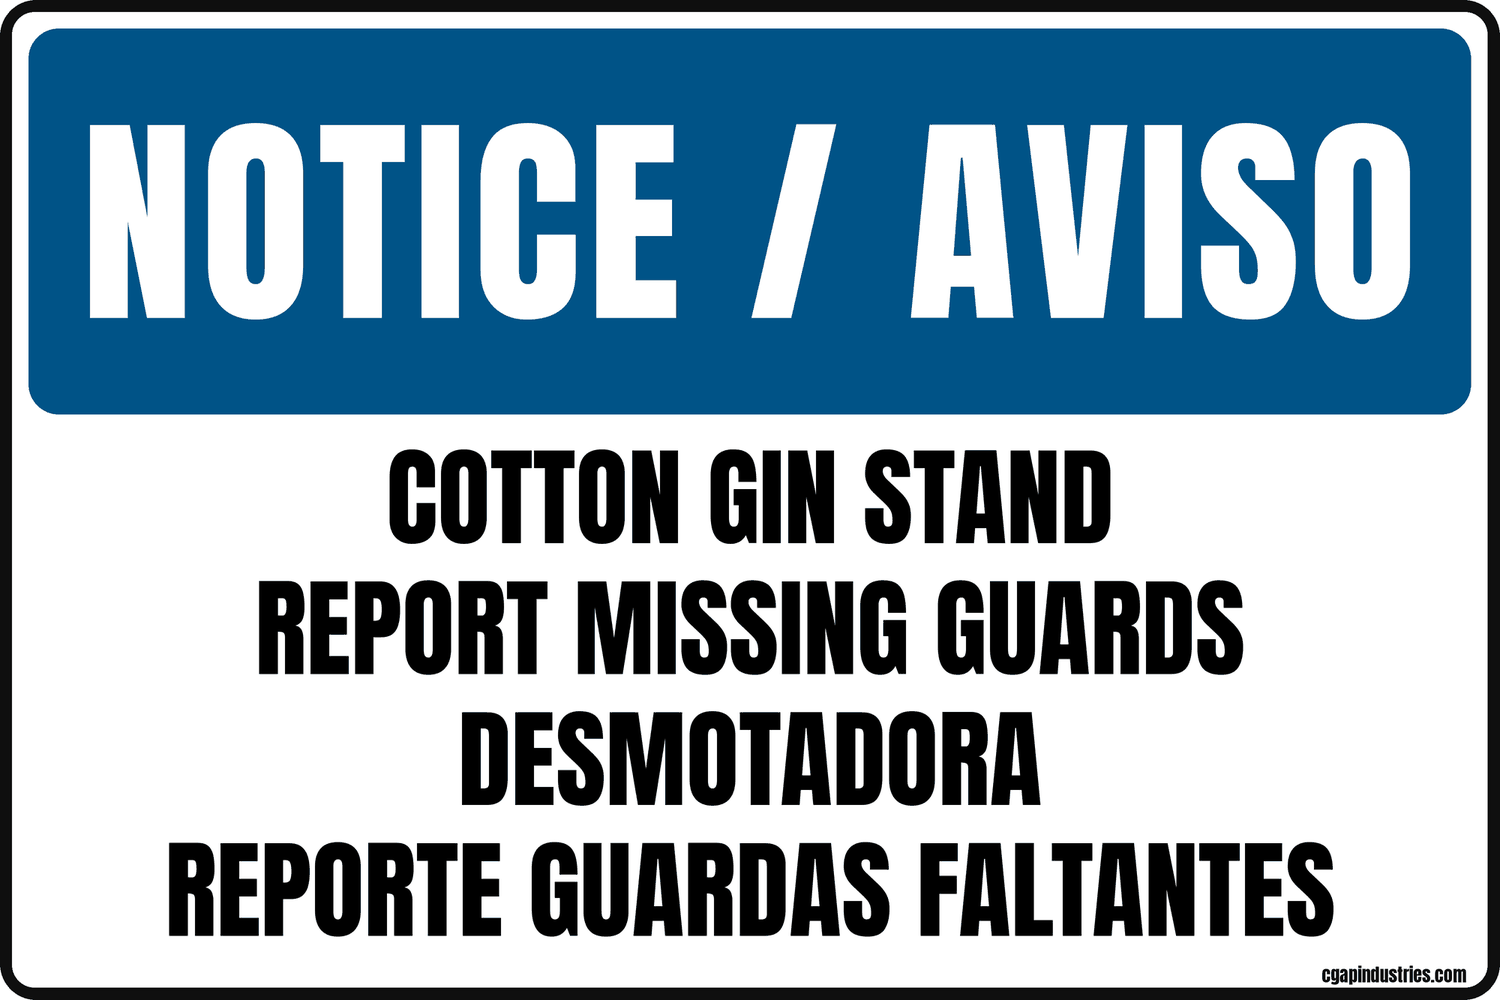 NOTICE / AVISO
COTTON GIN STAND
REPORT MISSING GUARDS
DESMOTADORA
REPORTE GUARDAS FALTANTES
cgapindustries.com